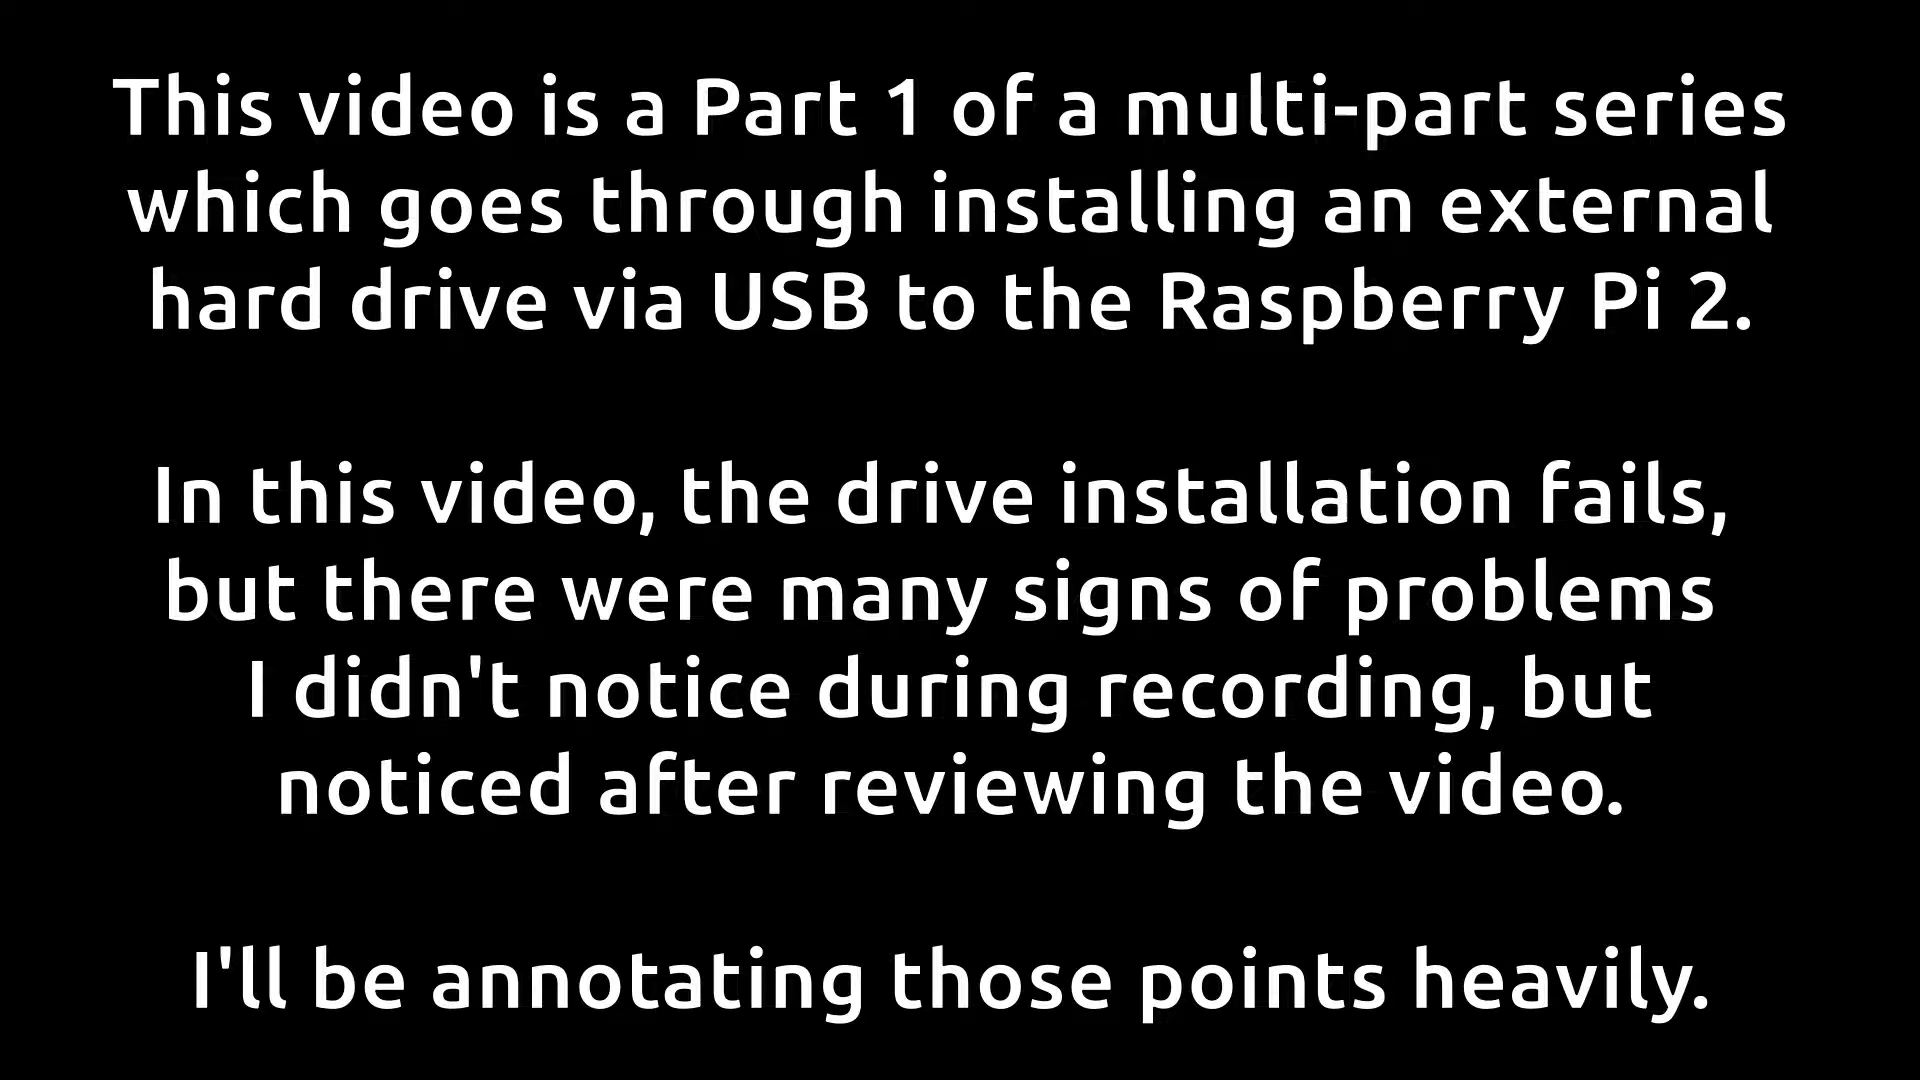 This video is a Part 1 of a multi-part series
which goes through installing an external
hard drive via USB to the Raspberry Pi 2.
In this video, the drive installation fails,
but there were many signs of problems
I didn't notice during recording, but
noticed after reviewing the video.
I'll be annotating those points heavily.